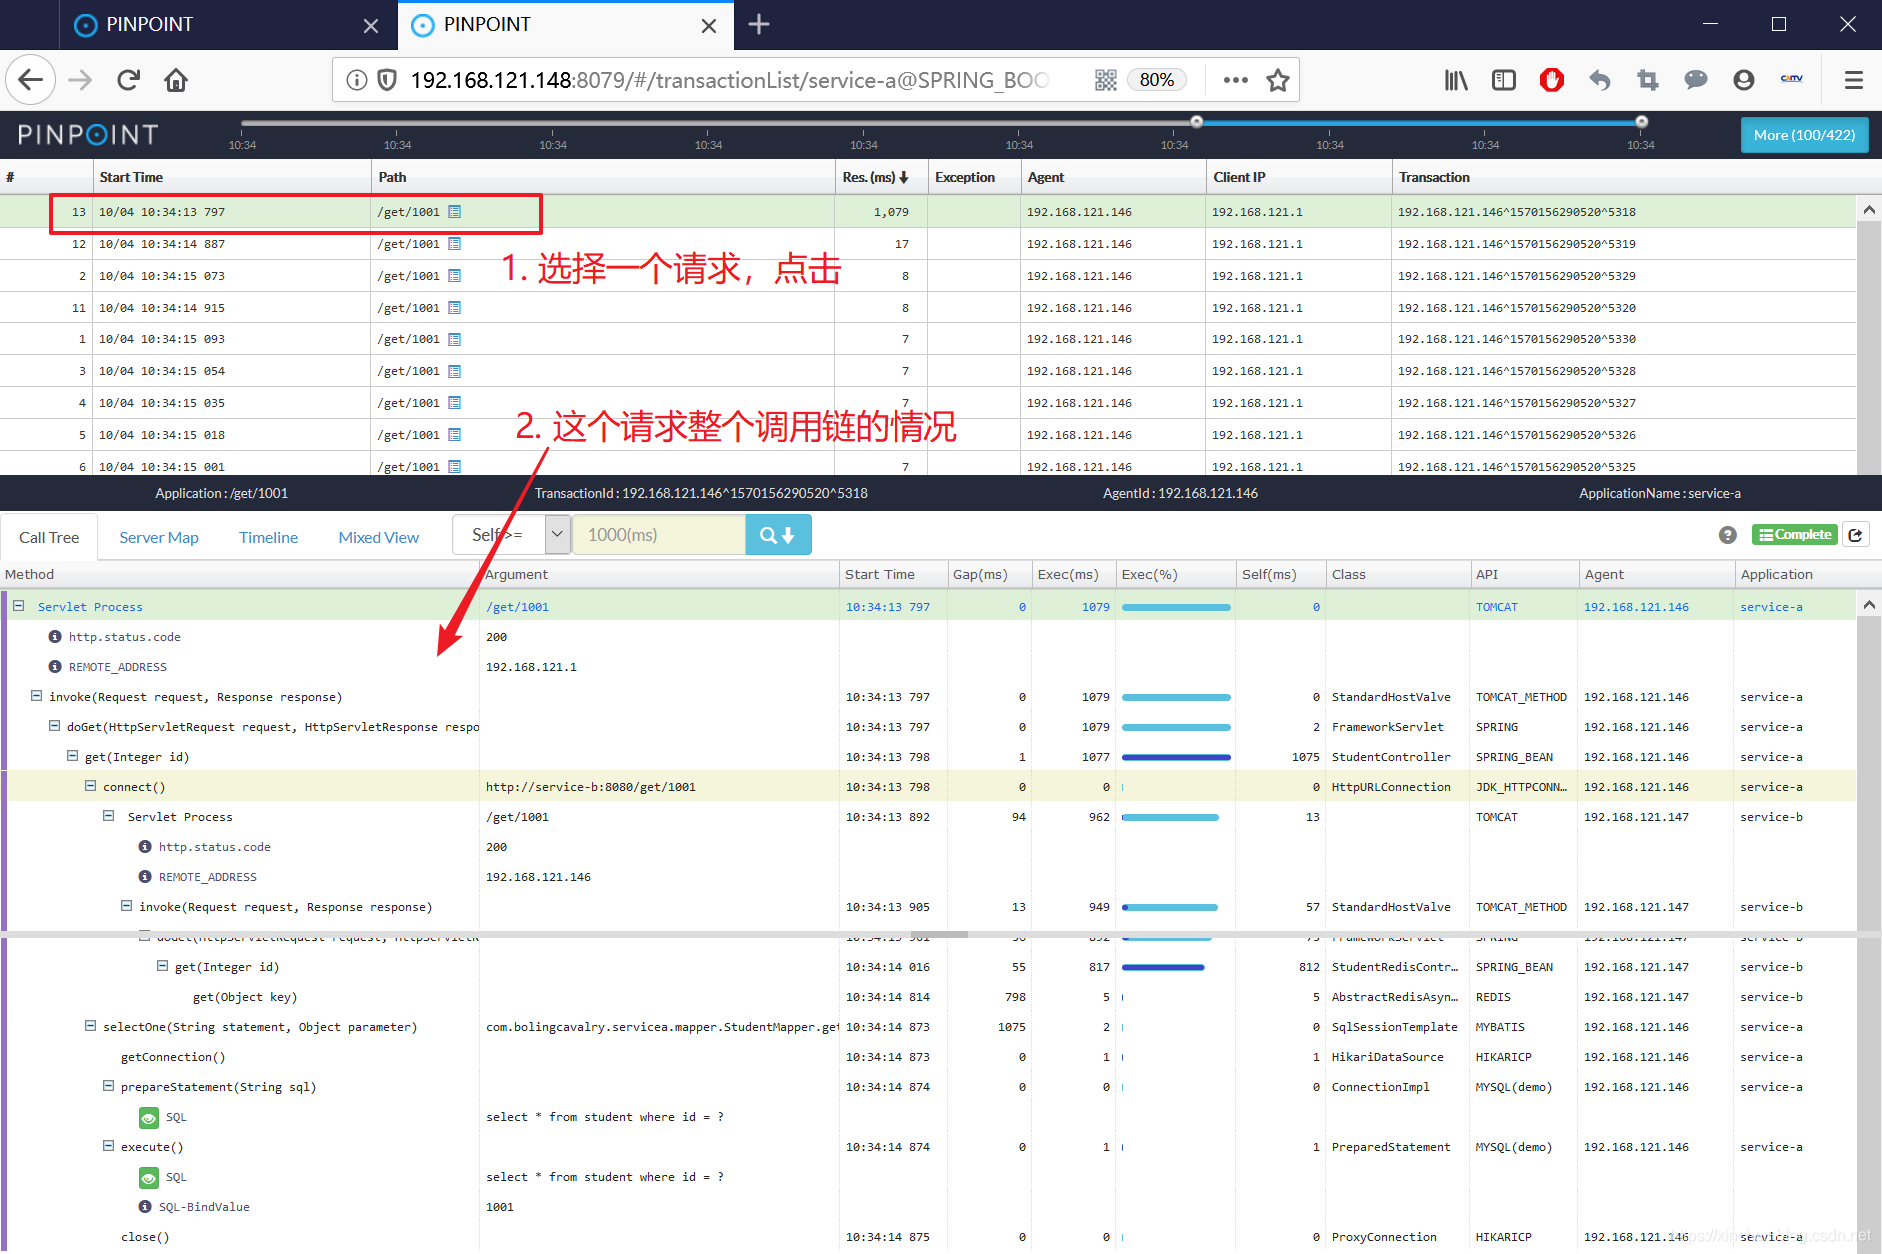 PINPOINT
PINPOINT
192.168.121.148:8079/#/transactionList/service-a@SPRING_BOO
80%
PINPOINT
10:34 10:34 10:34 10:34 10:34 10:34 10:34 10:34 10:34 10:34
More (100/422)
# Start Time Path Res. (ms) Exception Agent Client IP Transaction
13 10/04 10:34:13 797 /get/1001 1,079 192.168.121.146 192.168.121.1 192.168.121.146^1570156290520^5318
12 10/04 10:34:14 887 /get/1001 17 192.168.121.146 192.168.121.1 192.168.121.146^1570156290520^5319
1. 选择一个请求，点击
2 10/04 10:34:15 073 /get/1001 8 192.168.121.146 192.168.121.1 192.168.121.146^1570156290520^5329
11 10/04 10:34:14 915 /get/1001 8 192.168.121.146 192.168.121.1 192.168.121.146^1570156290520^5320
1 10/04 10:34:15 093 /get/1001 7 192.168.121.146 192.168.121.1 192.168.121.146^1570156290520^5330
3 10/04 10:34:15 054 /get/1001 7 192.168.121.146 192.168.121.1 192.168.121.146^1570156290520^5328
4 10/04 10:34:15 035 /get/1001 7 192.168.121.146 192.168.121.1 192.168.121.146^1570156290520^5327
2. 这个请求整个调用链的情况
5 10/04 10:34:15 018 /get/1001 192.168.121.146 192.168.121.1 192.168.121.146^1570156290520^5326
6 10/04 10:34:15 001 /get/1001 7 192.168.121.146 192.168.121.1 192.168.121.146^1570156290520^5325
Application : /get/1001 TransactionId : 192.168.121.146^1570156290520^5318 AgentId : 192.168.121.146 ApplicationName : service-a
Call Tree Server Map Timeline Mixed View Self >= 1000(ms) Complete
Method Argument Start Time Gap(ms) Exec(ms) Exec(%) Self(ms) Class API Agent Application
Servlet Process /get/1001 10:34:13 797 0 1079 0 TOMCAT 192.168.121.146 service-a
http.status.code 200
REMOTE_ADDRESS 192.168.121.1
invoke(Request request, Response response) 10:34:13 797 0 1079 0 StandardHostValve TOMCAT_METHOD 192.168.121.146 service-a
doGet(HttpServletRequest request, HttpServletResponse respo 10:34:13 797 0 1079 2 FrameworkServlet SPRING 192.168.121.146 service-a
get(Integer id) 10:34:13 798 1 1077 1075 StudentController SPRING_BEAN 192.168.121.146 service-a
connect() http://service-b:8080/get/1001 10:34:13 798 0 0 0 HttpURLConnection JDK_HTTPCONN... 192.168.121.146 service-a
Servlet Process /get/1001 10:34:13 892 94 962 13 TOMCAT 192.168.121.147 service-b
http.status.code 200
REMOTE_ADDRESS 192.168.121.146
invoke(Request request, Response response) 10:34:13 905 13 949 57 StandardHostValve TOMCAT_METHOD 192.168.121.147 service-b
get(Integer id) 10:34:14 016 55 817 812 StudentRedisContr... SPRING_BEAN 192.168.121.147 service-b
get(Object key) 10:34:14 814 798 5 5 AbstractRedisAsyn... REDIS 192.168.121.147 service-b
selectOne(String statement, Object parameter) com.bolingcavalry.servicea.mapper.StudentMapper.get 10:34:14 873 1075 2 0 SqlSessionTemplate MYBATIS 192.168.121.146 service-a
getConnection() 10:34:14 873 0 1 1 HikariDataSource HIKARICP 192.168.121.146 service-a
prepareStatement(String sql) 10:34:14 874 0 0 0 ConnectionImpl MYSQL(demo) 192.168.121.146 service-a
SQL select * from student where id = ?
execute() 10:34:14 874 0 1 1 PreparedStatement MYSQL(demo) 192.168.121.146 service-a
SQL select * from student where id = ?
SQL-BindValue 1001
close() 10:34:14 875 0 0 0 ProxyConnection HIKARICP 192.168.121.146 service-a